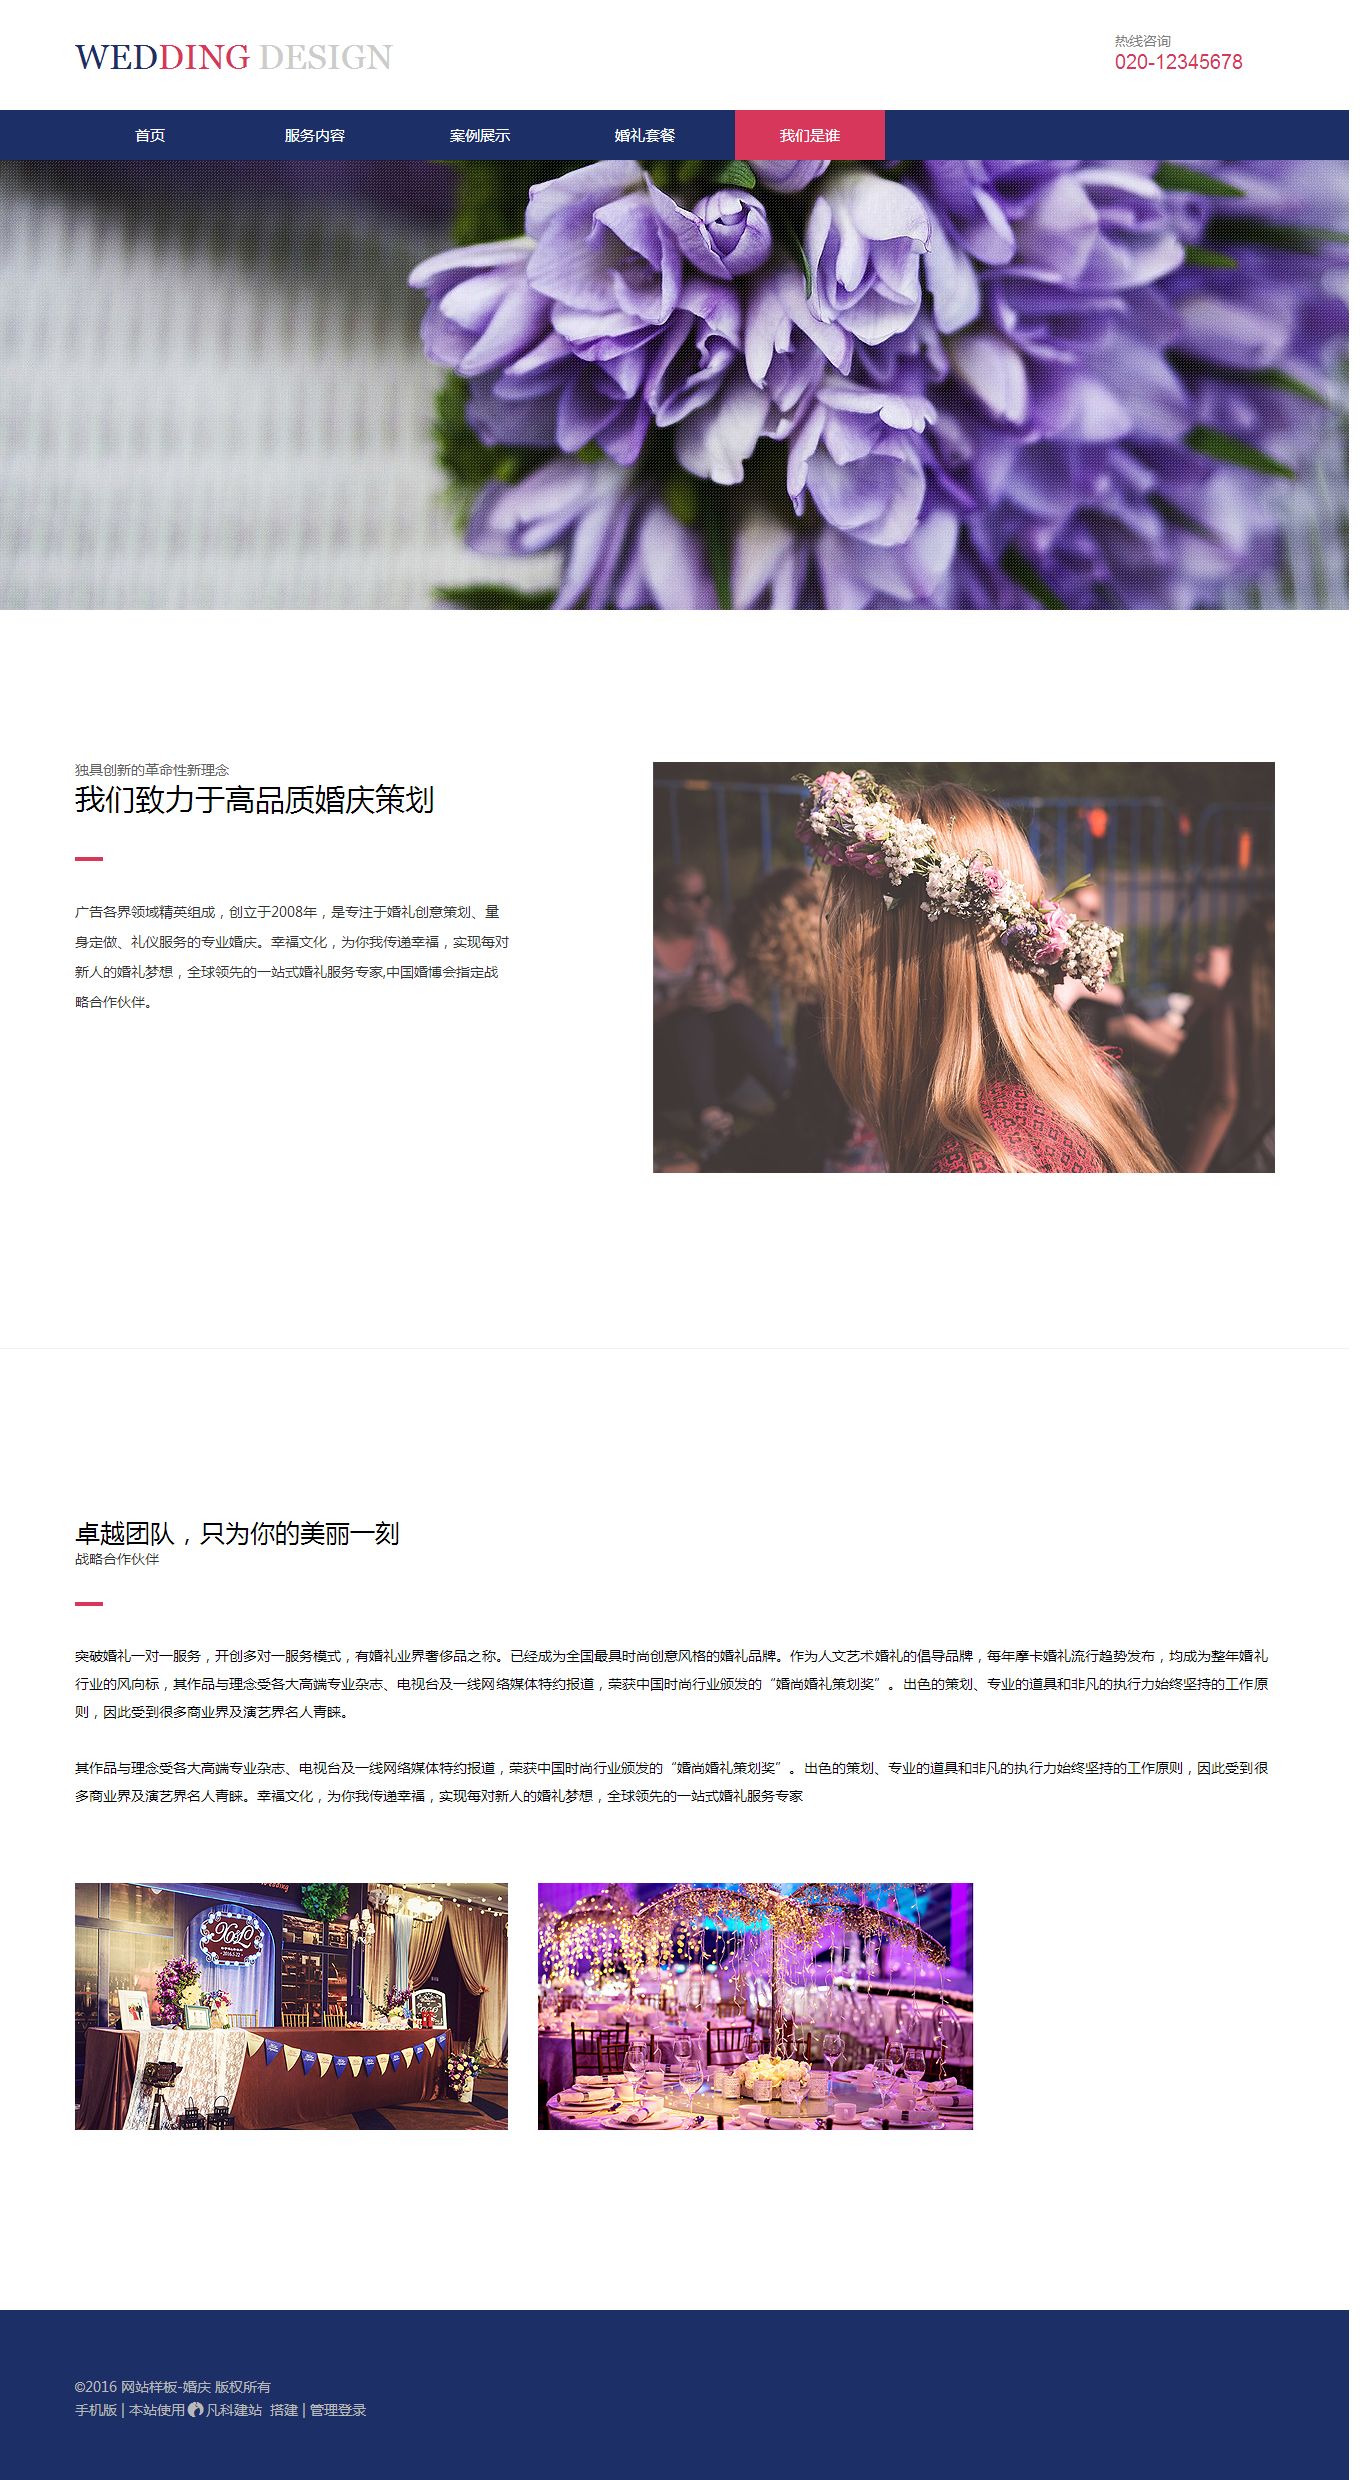 WEDDING DESIGN
热线咨询
020-12345678
首页 服务内容 案例展示 婚礼套餐 我们是谁
独具创新的革命性新理念
我们致力于高品质婚庆策划
广告各界领域精英组成，创立于2008年，是专注于婚礼创意策划、量
身定做、礼仪服务的专业婚庆。幸福文化，为你我传递幸福，实现每对
新人的婚礼梦想，全球领先的一站式婚礼服务专家,中国婚博会指定战
略合作伙伴。
卓越团队，只为你的美丽一刻
战略合作伙伴
突破婚礼一对一服务，开创多对一服务模式，有婚礼业界奢侈品之称。已经成为全国最具时尚创意风格的婚礼品牌。作为人文艺术婚礼的倡导品牌，每年摩卡婚礼流行趋势发布，均成为整年婚礼
行业的风向标，其作品与理念受各大高端专业杂志、电视台及一线网络媒体特约报道，荣获中国时尚行业颁发的“婚尚婚礼策划奖”。出色的策划、专业的道具和非凡的执行力始终坚持的工作原
则，因此受到很多商业界及演艺界名人青睐。
其作品与理念受各大高端专业杂志、电视台及一线网络媒体特约报道，荣获中国时尚行业颁发的“婚尚婚礼策划奖”。出色的策划、专业的道具和非凡的执行力始终坚持的工作原则，因此受到很
多商业界及演艺界名人青睐。幸福文化，为你我传递幸福，实现每对新人的婚礼梦想，全球领先的一站式婚礼服务专家
©2016 网站样板-婚庆 版权所有
手机版 | 本站使用 凡科建站 搭建 | 管理登录